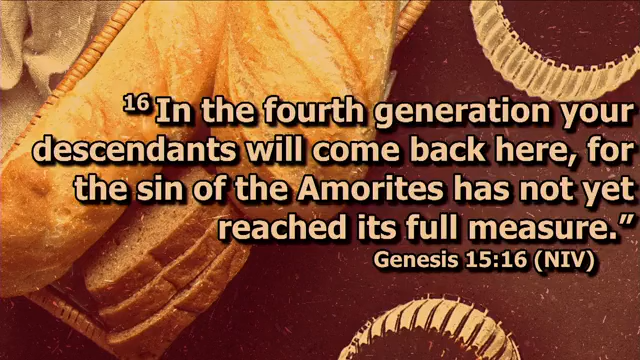 16 In the fourth generation your
descendants will come back here, for
the sin of the Amorites has not yet
reached its full measure.”
Genesis 15:16 (NIV)